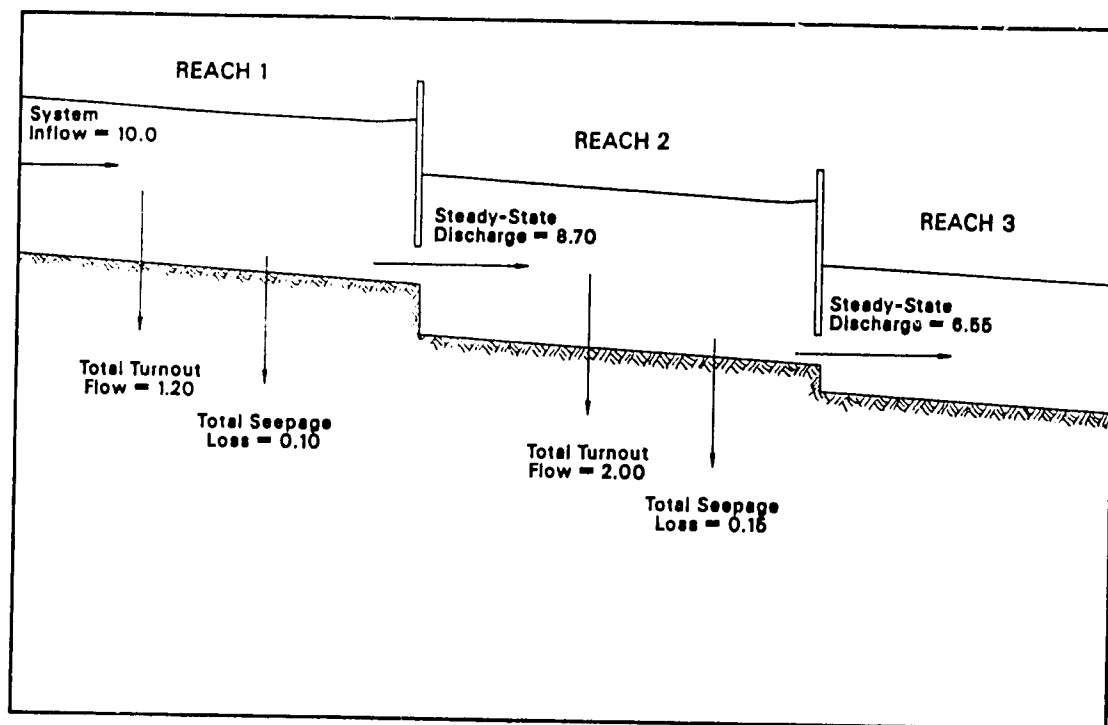 REACH 1
System
Inflow = 10.0
REACH 2
Steady-State
Discharge = 8.70
REACH 3
Steady-State
Discharge = 6.55
Total Turnout
Flow = 1.20
Total Seepage
Loss = 0.10
Total Turnout
Flow = 2.00
Total Seepage
Loss = 0.15